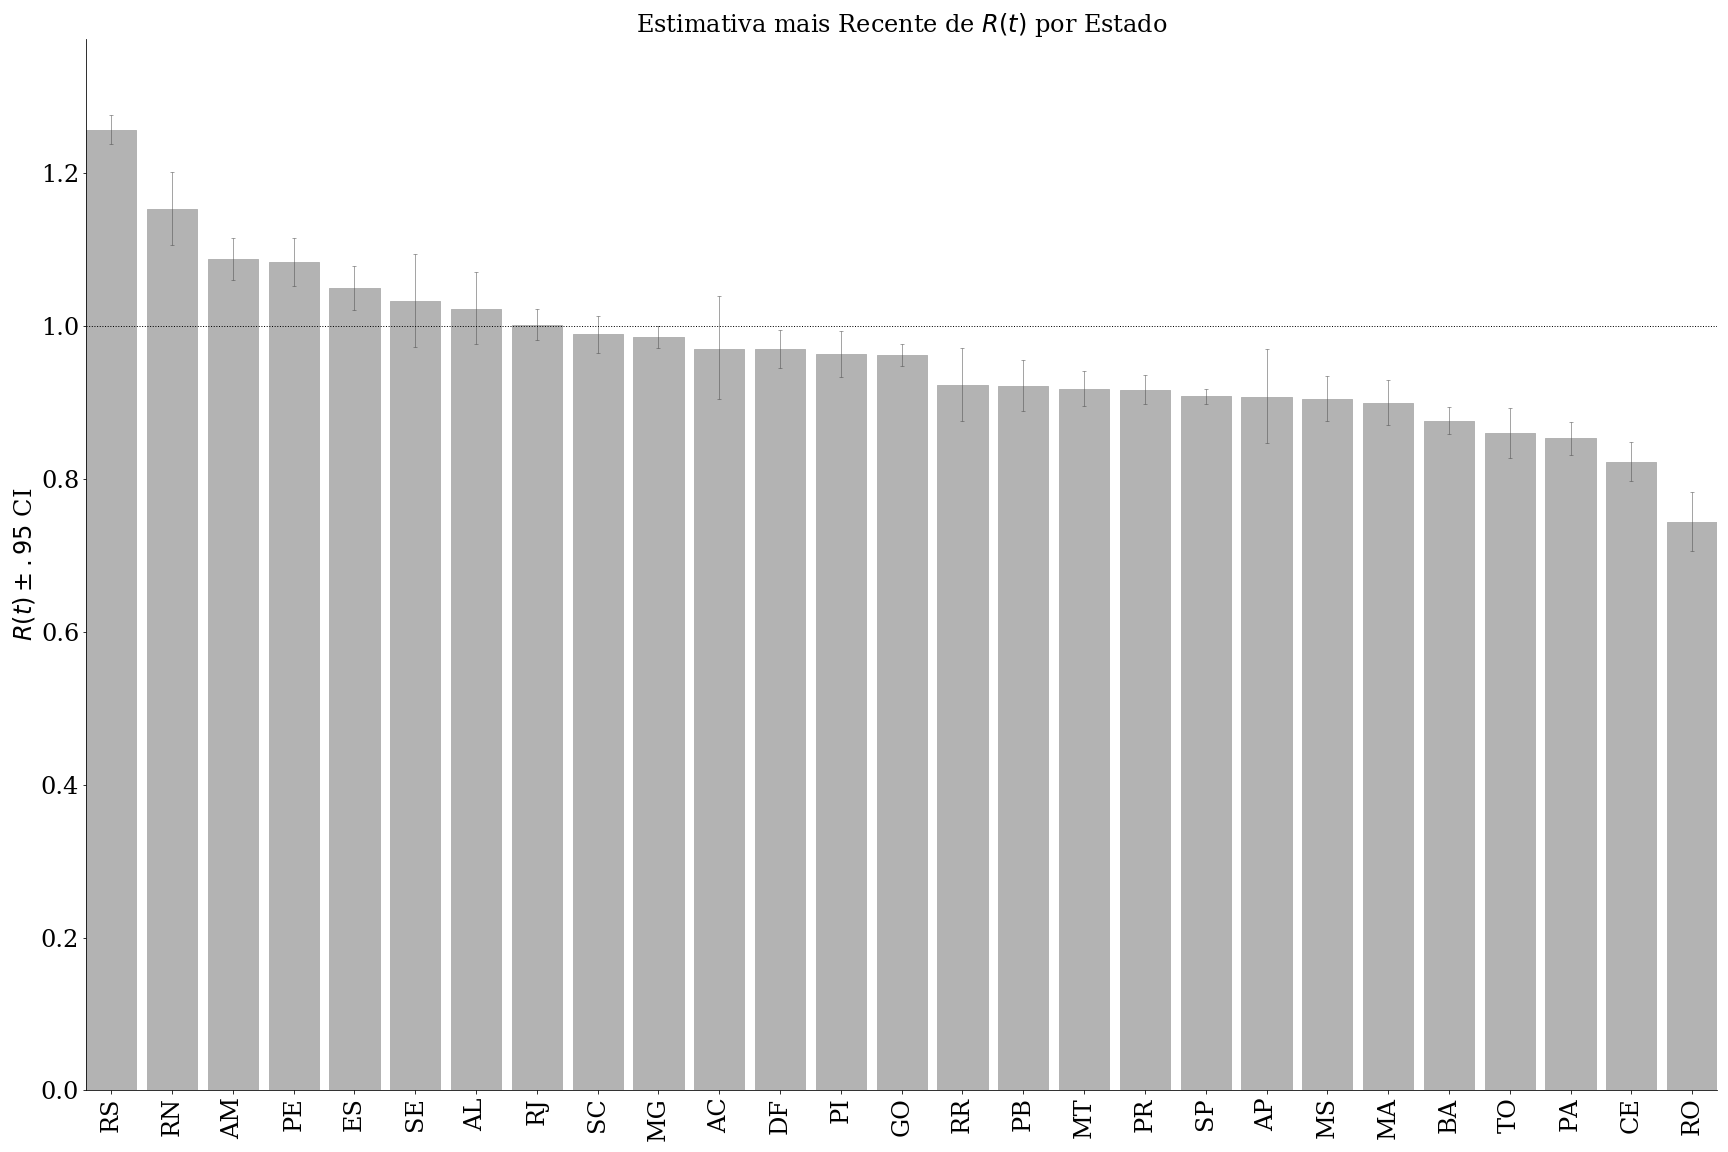 Estimativa mais Recente de R(t) por Estado
R(t) ± .95 CI
1.2
1.0
0.8
0.6
0.4
0.2
0.0
RS RN AM PE ES SE AL RJ SC MG AC DF PI GO RR PB MT PR SP AP MS MA BA TO PA CE RO